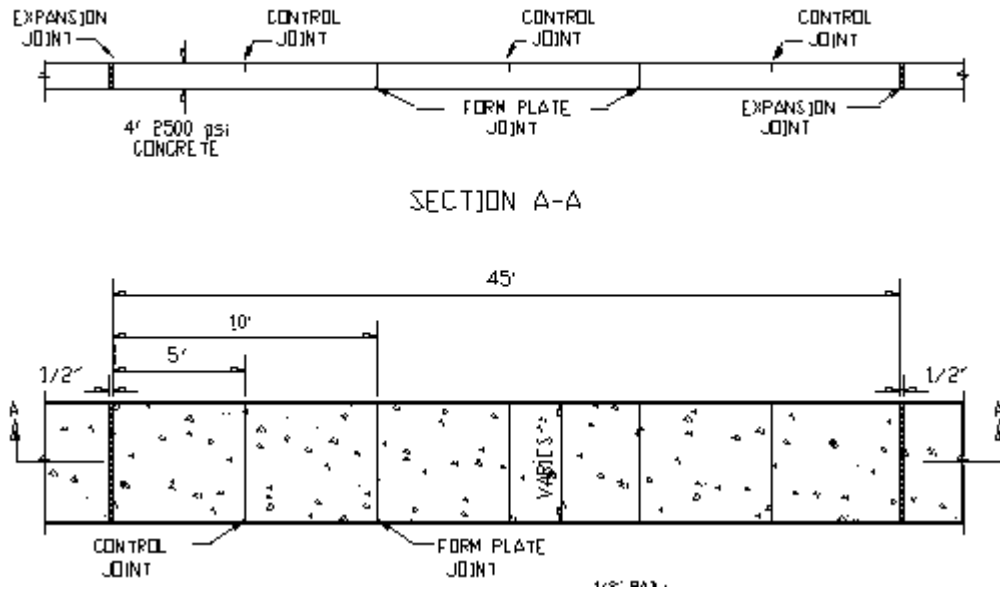 EXPANSION
JOINT
CONTROL
JOINT
CONTROL
JOINT
CONTROL
JOINT
4" 2500 psi
CONCRETE
FORM PLATE
JOINT
EXPANSION
JOINT
SECTION A-A
45'
10'
5'
1/2"
1/2"
A
A
VARIES
CONTROL
JOINT
FORM PLATE
JOINT